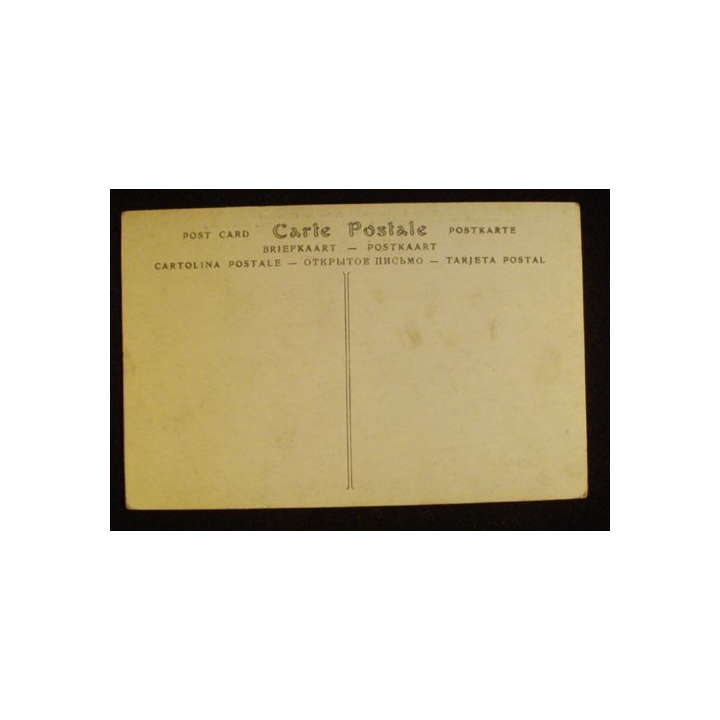 POST CARD Carte Postale POSTKARTE
BRIEFKAART — POSTKAART
CARTOLINA POSTALE — ОТКРЫТОЕ ПИСЬМО — TARJETA POSTAL